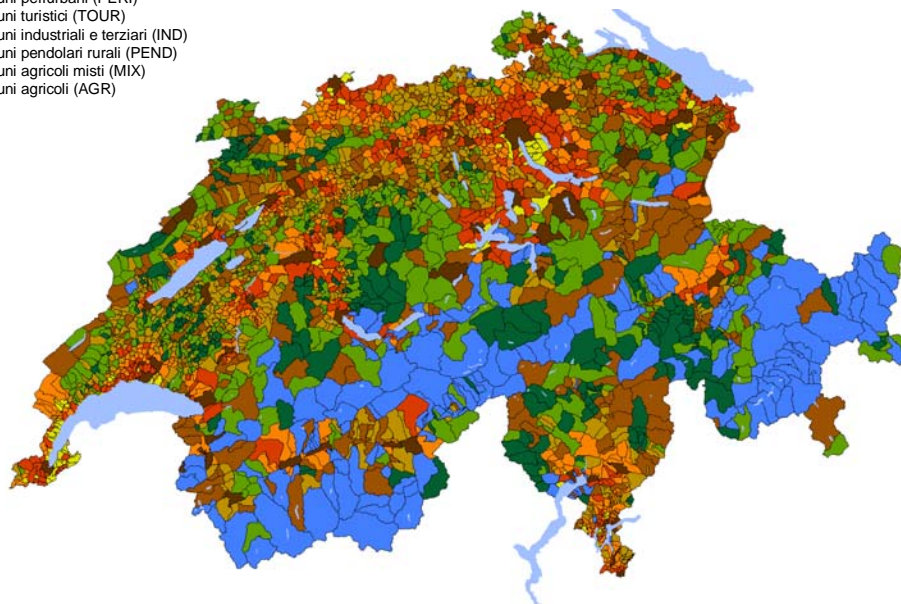 uni turistici (TOUR)
uni industriali e terziari (IND)
uni pendolari rurali (PEND)
uni agricoli misti (MIX)
uni agricoli (AGR)